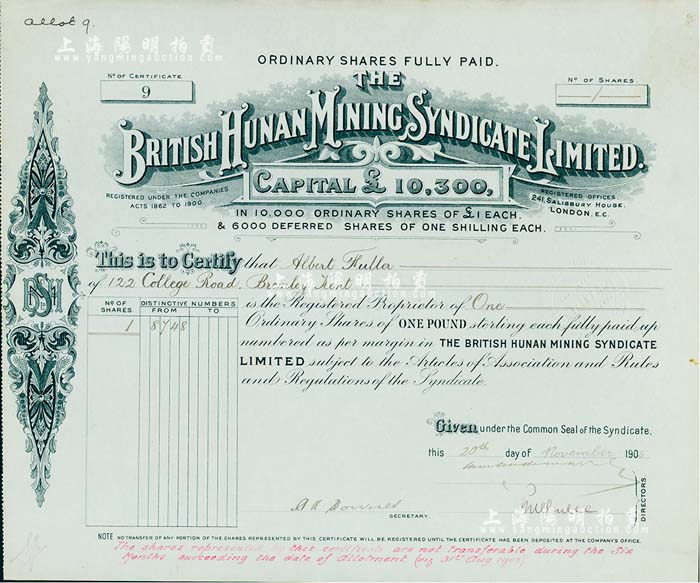 allot 9.
上海陽明拍賣
www.yangmingauction.com
ORDINARY SHARES FULLY PAID.
No OF CERTIFICATE
9
No OF SHARES.
1
THE
BRITISH HUNAN MINING SYNDICATE LIMITED.
CAPITAL £ 10,300,
REGISTERED UNDER THE COMPANIES
ACTS 1862 TO 1900
REGISTERED OFFICES
241, SALISBURY HOUSE,
LONDON, E.C.
IN 10,000 ORDINARY SHARES OF £1 EACH.
& 6000 DEFERRED SHARES OF ONE SHILLING EACH.
This is to Certify that Albert Fuller
of 122 College Road, Bromley Kent
is the Registered Proprietor of One
No OF SHARES. DISTINCTIVE NUMBERS FROM TO
1 8748
Ordinary Shares of ONE POUND sterling each fully paid up
numbered as per margin in THE BRITISH HUNAN MINING SYNDICATE
LIMITED subject to the Articles of Association and Rules
and Regulations of the Syndicate.
BHMS
Given under the Common Seal of the Syndicate,
this 20th day of November 190
DIRECTORS.
SECRETARY.
上海陽明拍賣
www.yangmingauction.com
NOTE NO TRANSFER OF ANY PORTION OF THE SHARES REPRESENTED BY THIS CERTIFICATE WILL BE REGISTERED UNTIL THE CERTIFICATE HAS BEEN DEPOSITED AT THE COMPANY'S OFFICE.
The shares represented by this certificate are not transferable during the Six
Months succeeding the date of Allotment (viz 31st Aug 1905)